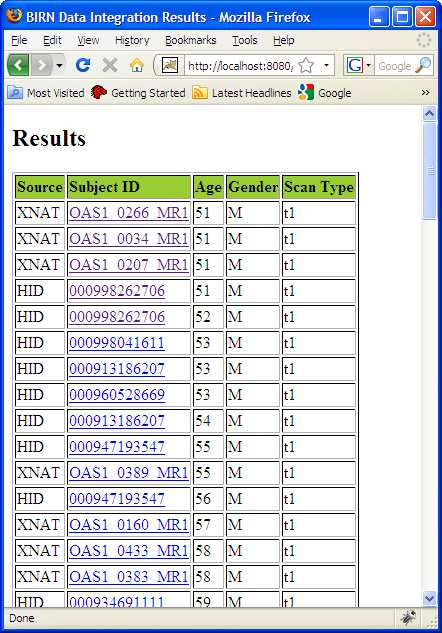 BIRN Data Integration Results - Mozilla Firefox
File Edit View History Bookmarks Tools Help
http://localhost:8080/ G Google
Most Visited Getting Started Latest Headlines Google »
Results
Source Subject ID Age Gender Scan Type
XNAT OAS1_0266_MR1 51 M t1
XNAT OAS1_0034_MR1 51 M t1
XNAT OAS1_0207_MR1 51 M t1
HID 000998262706 51 M t1
HID 000998262706 52 M t1
HID 000998041611 53 M t1
HID 000913186207 53 M t1
HID 000960528669 53 M t1
HID 000913186207 54 M t1
HID 000947193547 55 M t1
XNAT OAS1_0389_MR1 55 M t1
HID 000947193547 56 M t1
XNAT OAS1_0160_MR1 57 M t1
XNAT OAS1_0433_MR1 58 M t1
XNAT OAS1_0383_MR1 58 M t1
HID 000934691111 59 M t1
Done